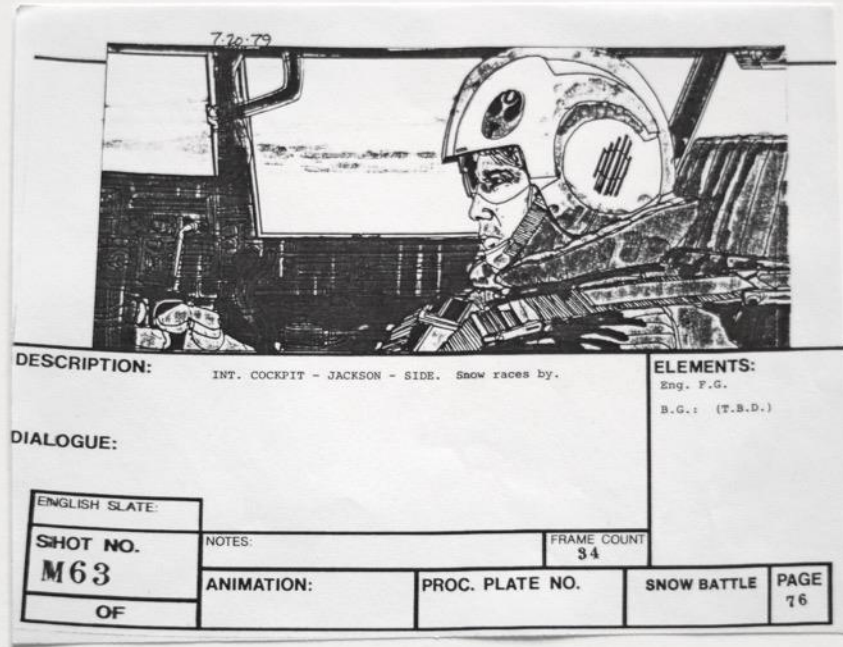 7-20-79
DESCRIPTION:
INT. COCKPIT - JACKSON - SIDE. Snow races by.
ELEMENTS:
Eng. F.G.
B.G.: (T.B.D.)
DIALOGUE:
ENGLISH SLATE:
SHOT NO.
M63
OF
NOTES:
FRAME COUNT
34
ANIMATION:
PROC. PLATE NO.
SNOW BATTLE
PAGE
76